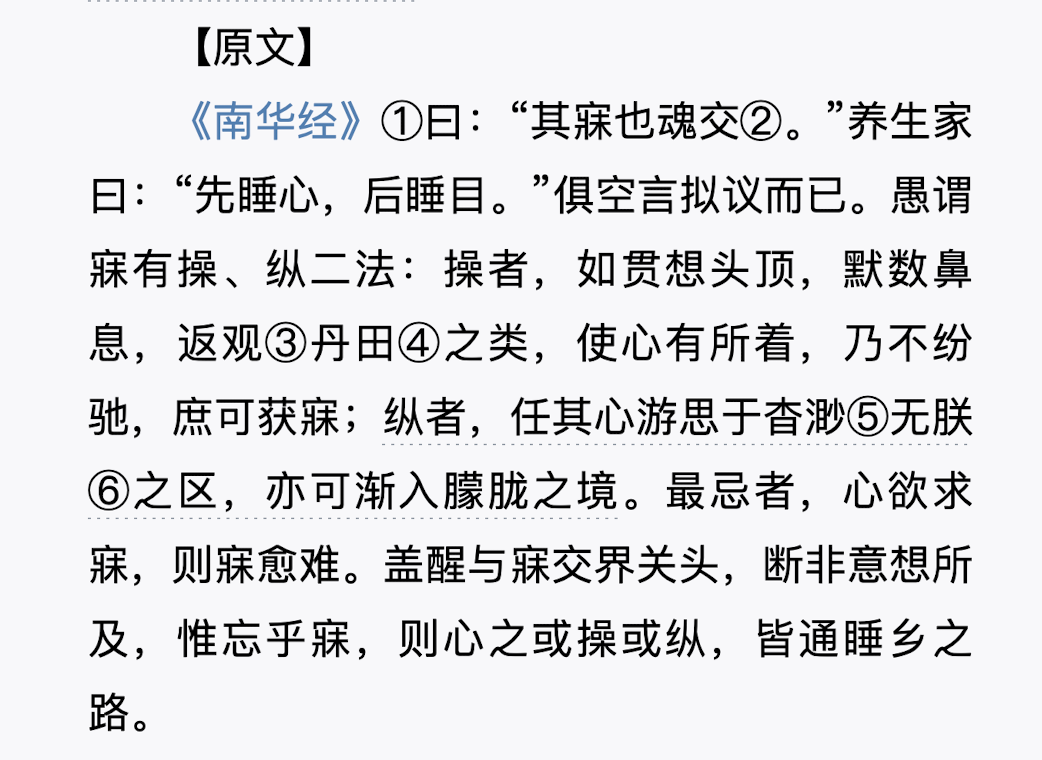 【原文】
《南华经》①曰：“其寐也魂交②。”养生家
曰：“先睡心，后睡目。”俱空言拟议而已。愚谓
寐有操、纵二法：操者，如贯想头顶，默数鼻
息，返观③丹田④之类，使心有所着，乃不纷
驰，庶可获寐；纵者，任其心游思于杳渺⑤无朕
⑥之区，亦可渐入朦胧之境。最忌者，心欲求
寐，则寐愈难。盖醒与寐交界关头，断非意想所
及，惟忘乎寐，则心之或操或纵，皆通睡乡之
路。